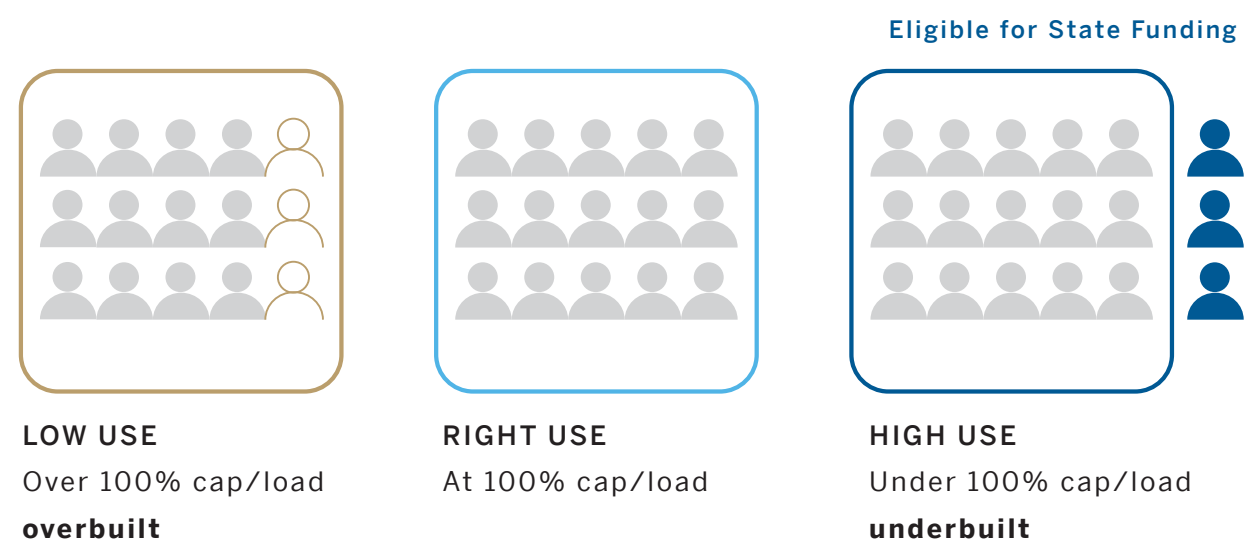 Eligible for State Funding
LOW USE
Over 100% cap/load
overbuilt
RIGHT USE
At 100% cap/load
HIGH USE
Under 100% cap/load
underbuilt